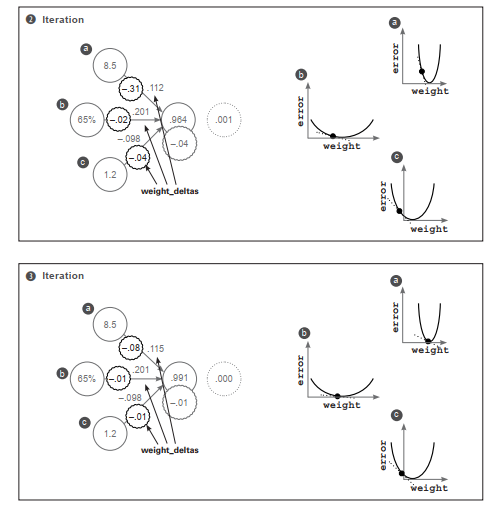 2 Iteration
a
8.5
-.31 .112
b
65%
-.02 .201
.964
.001
-.098
-.04
c
1.2
-.04
weight_deltas
a
error
weight
b
error
weight
c
error
weight
3 Iteration
a
8.5
-.08 .115
b
65%
-.01 .201
.991
.000
-.098
-.01
c
1.2
-.01
weight_deltas
a
error
weight
b
error
weight
c
error
weight